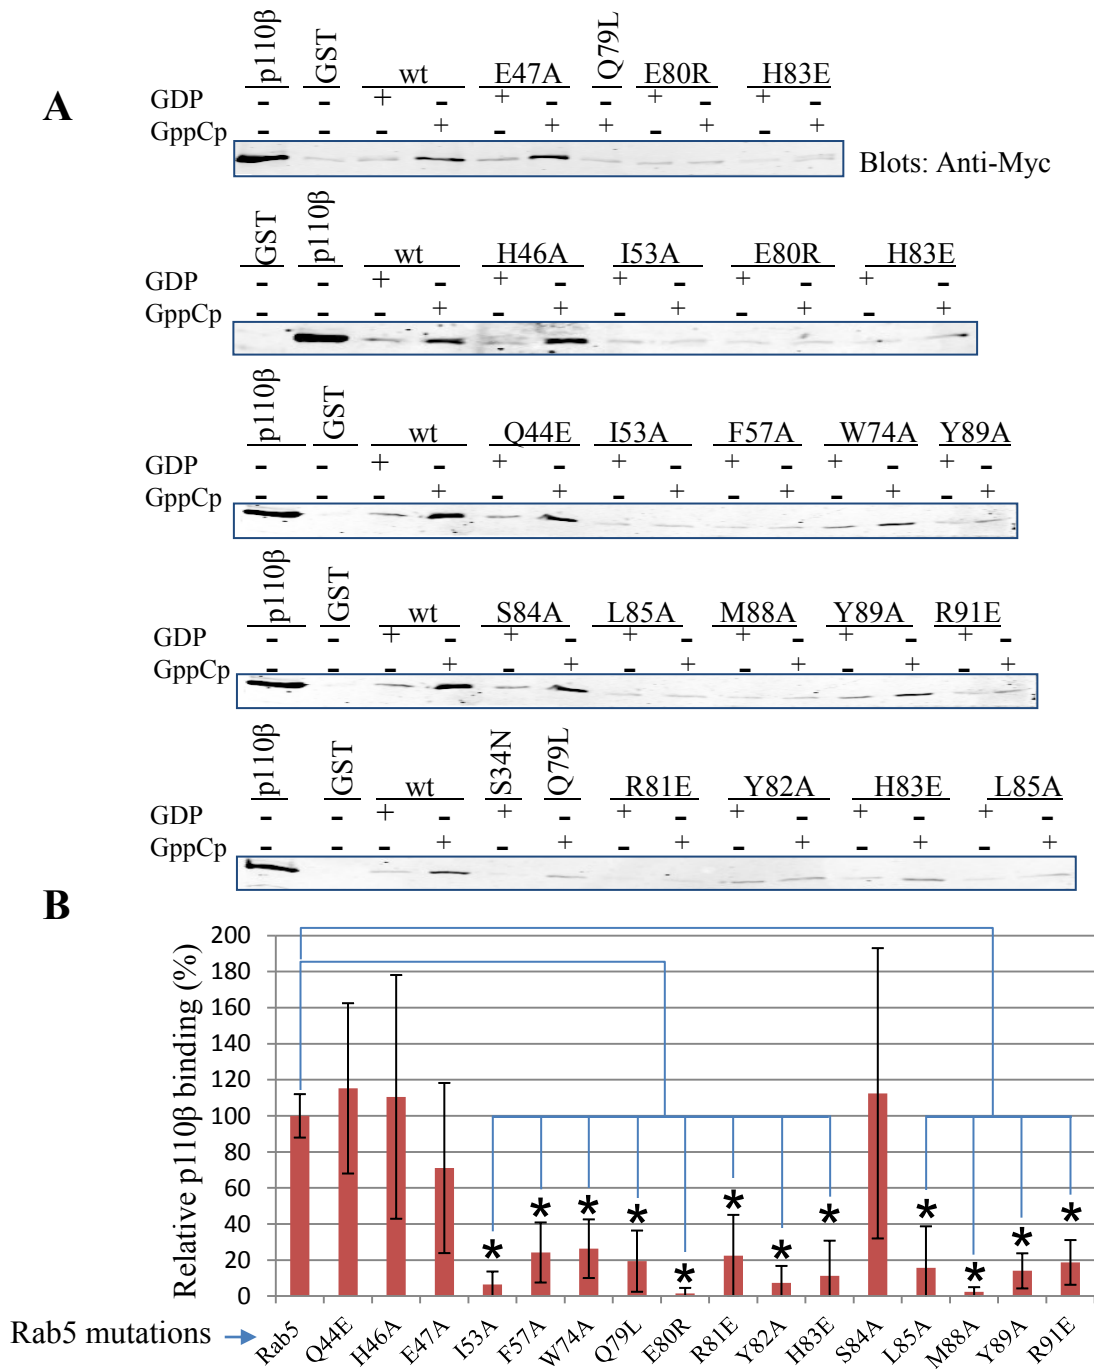 A
p110β GST wt E47A Q79L E80R H83E
GDP - - + - + - - + - + -
GppCp - - - + - + + - + - +
Blots: Anti-Myc
GST p110β wt H46A I53A E80R H83E
GDP - - + - + - + - + - + -
GppCp - - - + - + - + - + - +
p110β GST wt Q44E I53A F57A W74A Y89A
GDP - - + - + - + - + - + - + -
GppCp - - - + - + - + - + - + - +
p110β GST wt S84A L85A M88A Y89A R91E
GDP - - + - + - + - + - + - + -
GppCp - - - + - + - + - + - + - +
p110β GST wt S34N Q79L R81E Y82A H83E L85A
GDP - - + - + - + - + - + - + -
GppCp - - - + - + - + - + - + - +
B
Relative p110β binding (%)
200
180
160
140
120
100
80
60
40
20
0
* * * * * * * * * * * *
Rab5 mutations → Rab5 Q44E H46A E47A I53A F57A W74A Q79L E80R R81E Y82A H83E S84A L85A M88A Y89A R91E